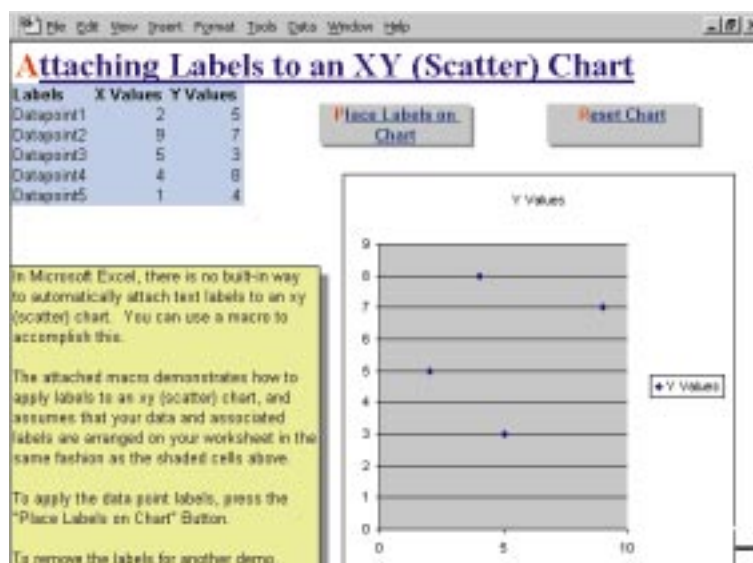 File Edit View Insert Format Tools Data Window Help
Attaching Labels to an XY (Scatter) Chart
Labels X Values Y Values
Datapoint1 2 5
Datapoint2 9 7
Datapoint3 5 3
Datapoint4 4 8
Datapoint5 1 4
Place Labels on
Chart
Reset Chart
In Microsoft Excel, there is no built-in way
to automatically attach text labels to an xy
(scatter) chart. You can use a macro to
accomplish this.
The attached macro demonstrates how to
apply labels to an xy (scatter) chart, and
assumes that your data and associated
labels are arranged on your worksheet in the
same fashion as the shaded cells above.
To apply the data point labels, press the
"Place Labels on Chart" Button.
To remove the labels for another demo
Y Values
9
8
7
6
5
4
3
2
1
0
0 5 10
Y Values